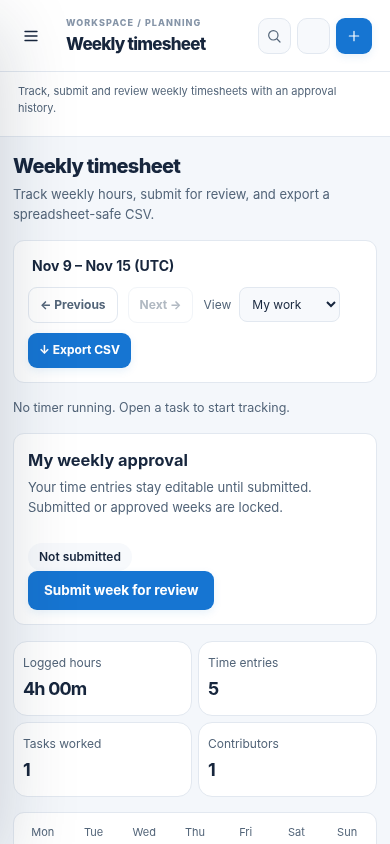 WORKSPACE / PLANNING
Weekly timesheet
Track, submit and review weekly timesheets with an approval
history.
Weekly timesheet
Track weekly hours, submit for review, and export a
spreadsheet-safe CSV.
Nov 9 – Nov 15 (UTC)
← Previous
Next →
View
My work
↓ Export CSV
No timer running. Open a task to start tracking.
My weekly approval
Your time entries stay editable until submitted.
Submitted or approved weeks are locked.
Not submitted
Submit week for review
Logged hours
4h 00m
Time entries
5
Tasks worked
1
Contributors
1
Mon Tue Wed Thu Fri Sat Sun